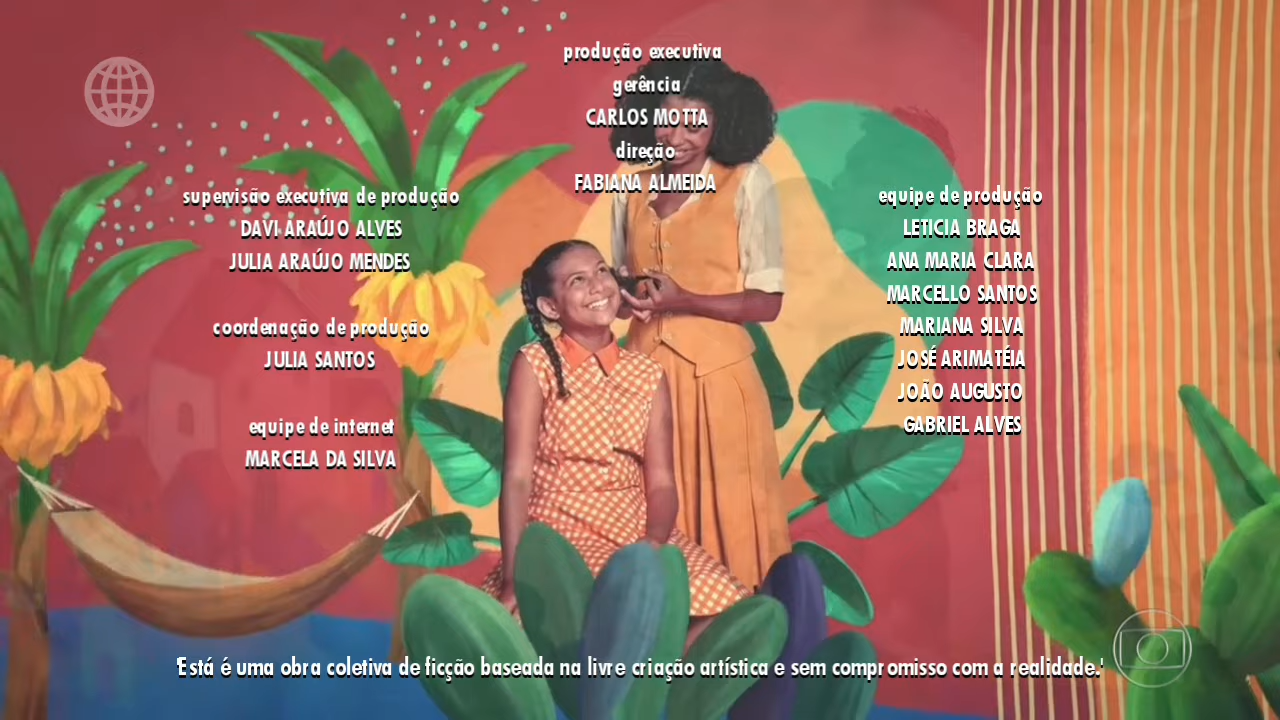 produção executiva
gerência
CARLOS MOTTA
direção
FABIANA ALMEIDA
supervisão executiva de produção
DAVI ARAÚJO ALVES
JULIA ARAÚJO MENDES
coordenação de produção
JULIA SANTOS
equipe de internet
MARCELA DA SILVA
equipe de produção
LETICIA BRAGA
ANA MARIA CLARA
MARCELLO SANTOS
MARIANA SILVA
JOSÉ ARIMATÉIA
JOÃO AUGUSTO
GABRIEL ALVES
'Está é uma obra coletiva de ficção baseada na livre criação artística e sem compromisso com a realidade.'